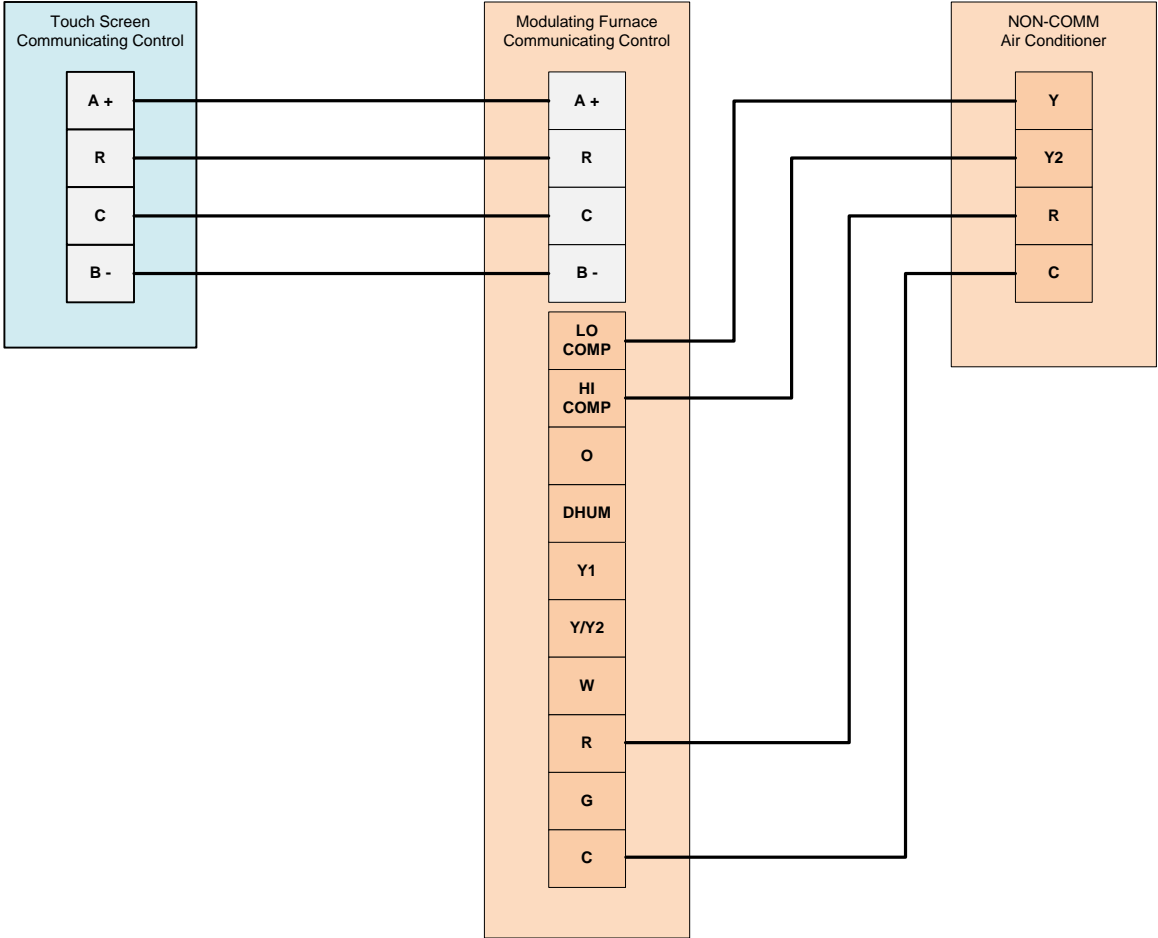 Touch Screen
Communicating Control
A +
R
C
B -
Modulating Furnace
Communicating Control
A +
R
C
B -
LO
COMP
HI
COMP
O
DHUM
Y1
Y/Y2
W
R
G
C
NON-COMM
Air Conditioner
Y
Y2
R
C